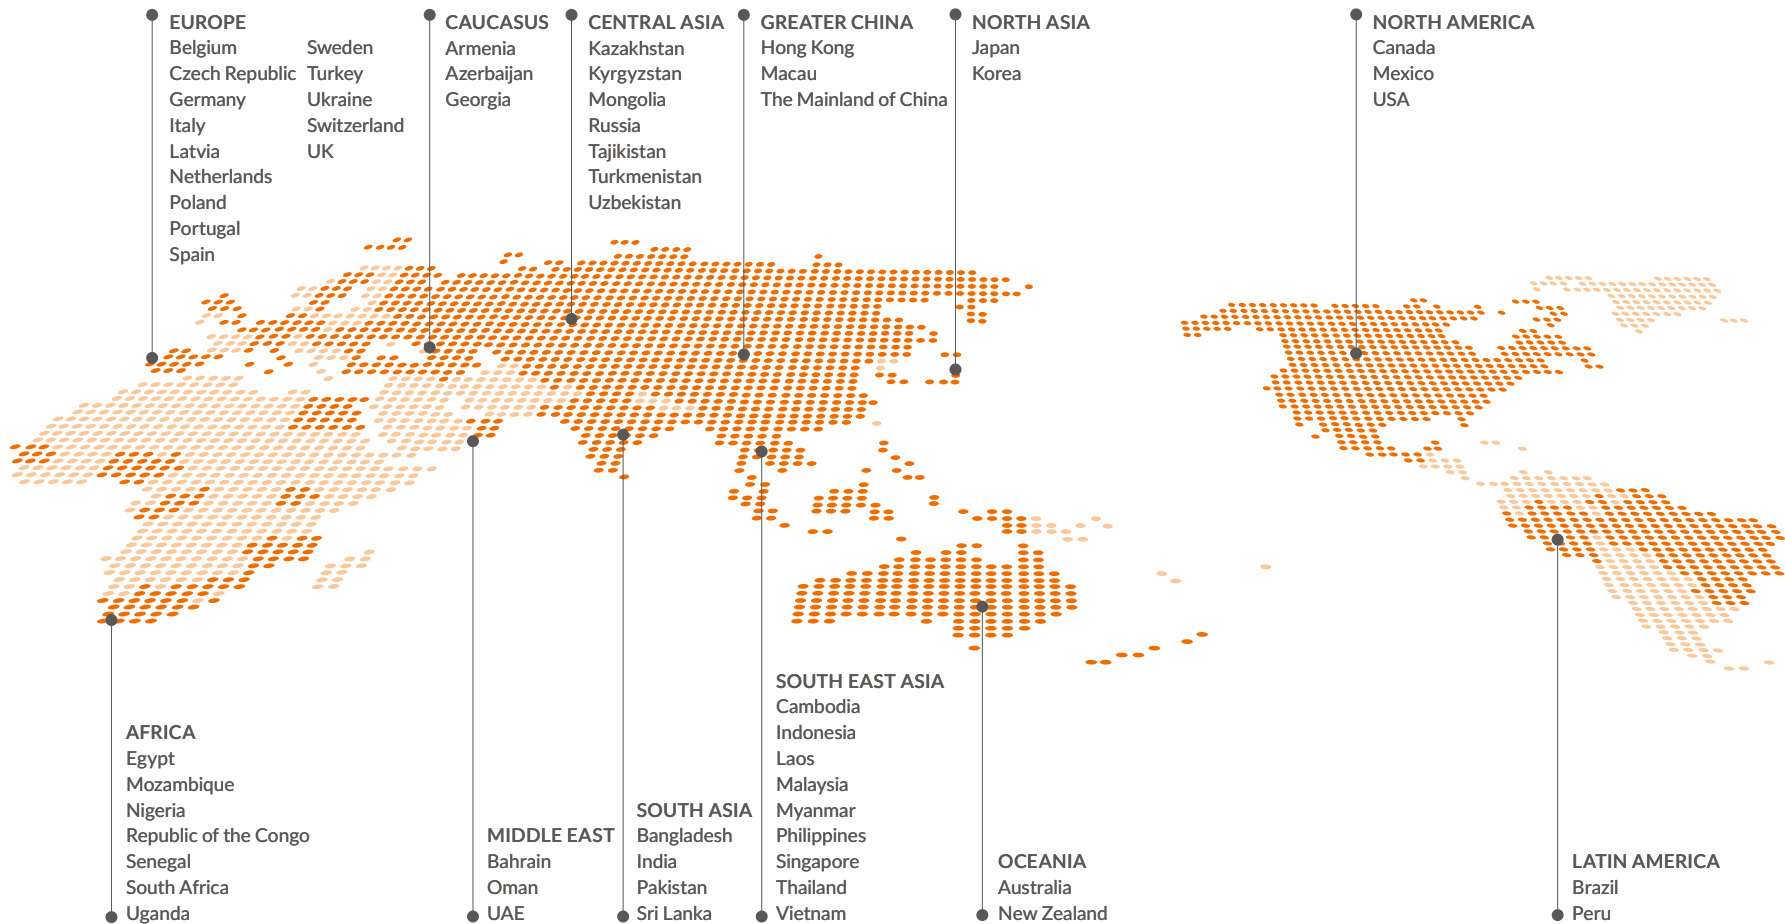 EUROPE
Belgium
Czech Republic
Germany
Italy
Latvia
Netherlands
Poland
Portugal
Spain
Sweden
Turkey
Ukraine
Switzerland
UK
CAUCASUS
Armenia
Azerbaijan
Georgia
CENTRAL ASIA
Kazakhstan
Kyrgyzstan
Mongolia
Russia
Tajikistan
Turkmenistan
Uzbekistan
GREATER CHINA
Hong Kong
Macau
The Mainland of China
NORTH ASIA
Japan
Korea
NORTH AMERICA
Canada
Mexico
USA
AFRICA
Egypt
Mozambique
Nigeria
Republic of the Congo
Senegal
South Africa
Uganda
MIDDLE EAST
Bahrain
Oman
UAE
SOUTH ASIA
Bangladesh
India
Pakistan
Sri Lanka
SOUTH EAST ASIA
Cambodia
Indonesia
Laos
Malaysia
Myanmar
Philippines
Singapore
Thailand
Vietnam
OCEANIA
Australia
New Zealand
LATIN AMERICA
Brazil
Peru